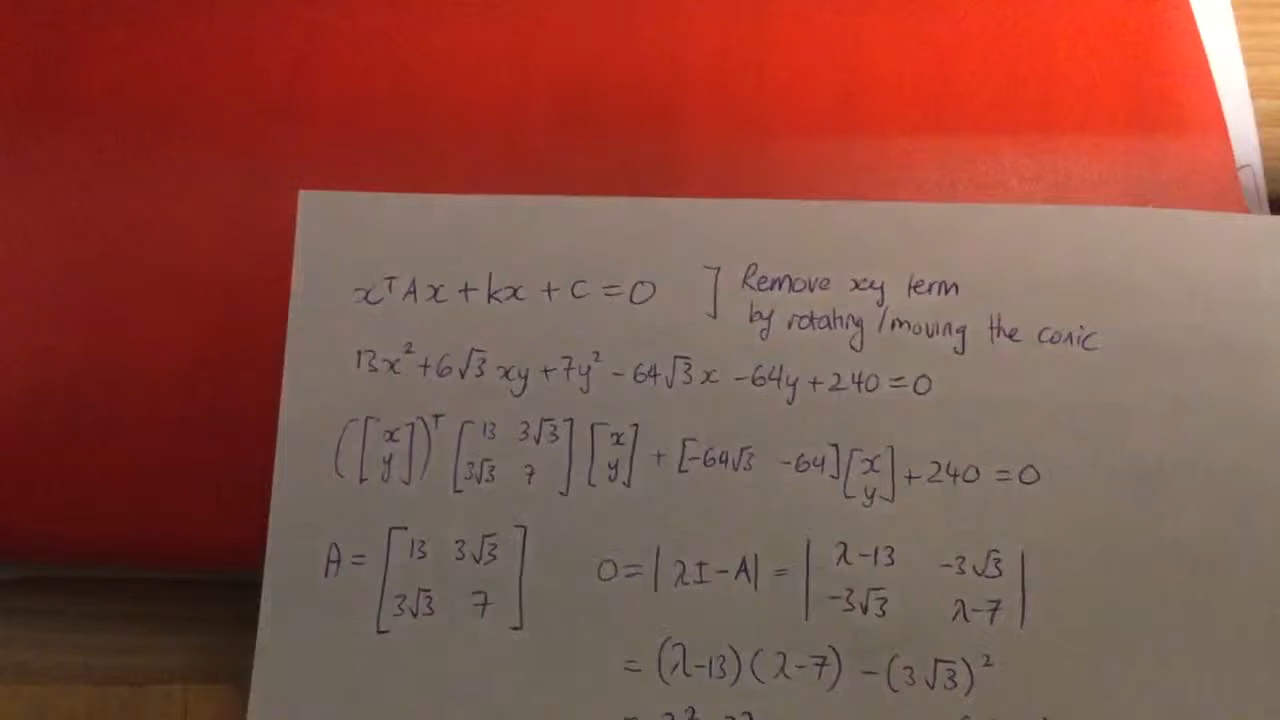 xᵀAx + kx + C = 0 ] Remove xy term
by rotating/moving the conic
13x² + 6√3 xy + 7y² - 64√3x - 64y + 240 = 0
([x y])ᵀ [13 3√3 3√3 7] [x y] + [-64√3 -64][x y] + 240 = 0
A = [13 3√3 3√3 7] 0 = |λI - A| = |λ-13 -3√3 -3√3 λ-7|
= (λ-13)(λ-7) - (3√3)²